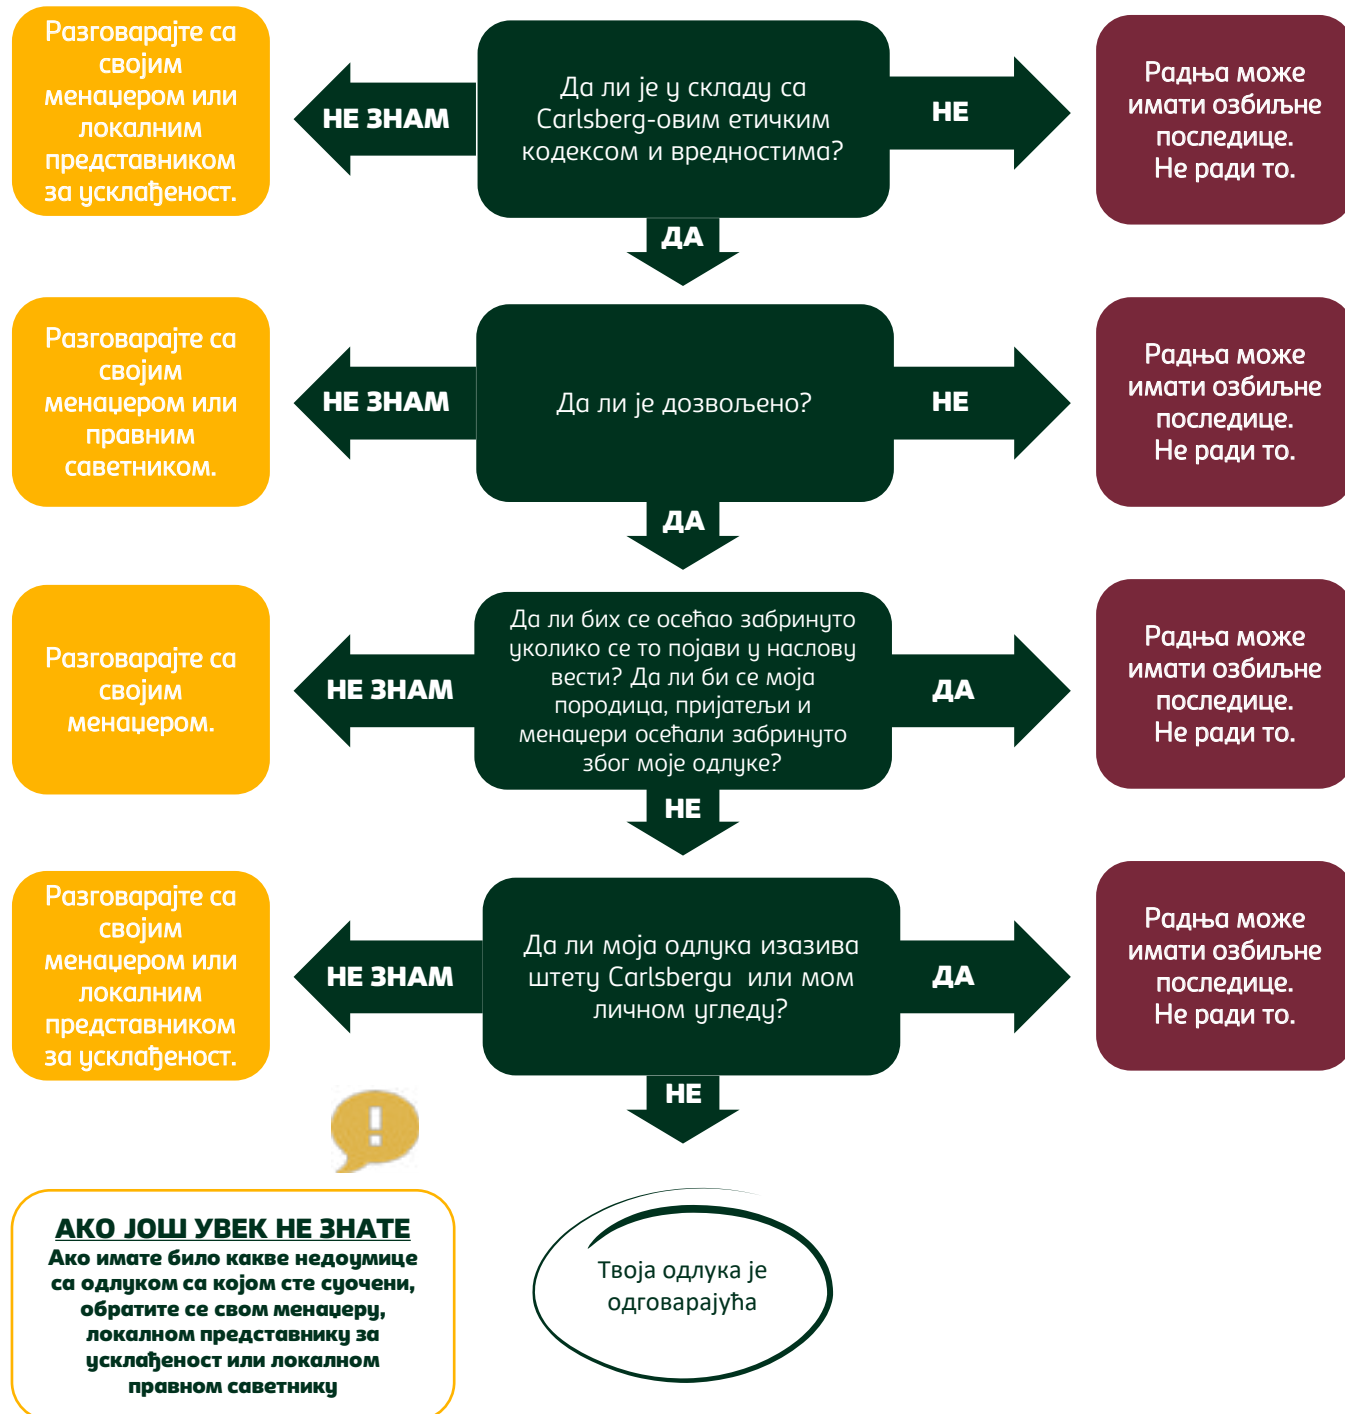 Разговарајте са
својим
менаџером или
локалним
представником
за усклађеност.
НЕ ЗНАМ
Да ли је у складу са
Carlsberg-овим етичким
кодексом и вредностима?
НЕ
Радња може
имати озбиљне
последице.
Не ради то.
ДА
Разговарајте са
својим
менаџером или
правним
саветником.
НЕ ЗНАМ
Да ли је дозвољено?
НЕ
Радња може
имати озбиљне
последице.
Не ради то.
ДА
Разговарајте са
својим
менаџером.
НЕ ЗНАМ
Да ли бих се осећао забринуто
уколико се то појави у наслову
вести? Да ли би се моја
породица, пријатељи и
менаџери осећали забринуто
због моје одлуке?
ДА
Радња може
имати озбиљне
последице.
Не ради то.
НЕ
Разговарајте са
својим
менаџером или
локалним
представником
за усклађеност.
НЕ ЗНАМ
Да ли моја одлука изазива
штету Carlsbergu или мом
личном угледу?
ДА
Радња може
имати озбиљне
последице.
Не ради то.
НЕ
!
АКО ЈОШ УВЕК НЕ ЗНАТЕ
Ако имате било какве недоумице
са одлуком са којом сте суочени,
обратите се свом менаџеру,
локалном представнику за
усклађеност или локалном
правном саветнику
Твоја одлука је
одговарајућа